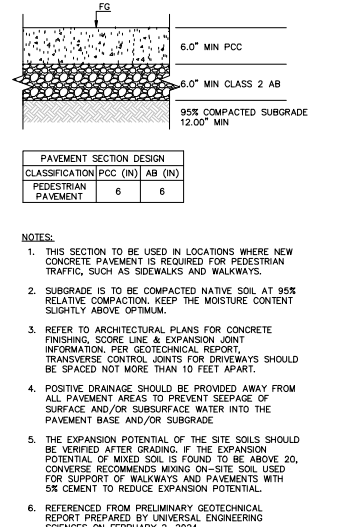 FG
6.0" MIN PCC
6.0" MIN CLASS 2 AB
95% COMPACTED SUBGRADE
12.00" MIN
PAVEMENT SECTION DESIGN
CLASSIFICATION PCC (IN) AB (IN)
PEDESTRIAN PAVEMENT 6 6
NOTES:
1. THIS SECTION TO BE USED IN LOCATIONS WHERE NEW
CONCRETE PAVEMENT IS REQUIRED FOR PEDESTRIAN
TRAFFIC, SUCH AS SIDEWALKS AND WALKWAYS.
2. SUBGRADE IS TO BE COMPACTED NATIVE SOIL AT 95%
RELATIVE COMPACTION. KEEP THE MOISTURE CONTENT
SLIGHTLY ABOVE OPTIMUM.
3. REFER TO ARCHITECTURAL PLANS FOR CONCRETE
FINISHING, SCORE LINE & EXPANSION JOINT
INFORMATION. PER GEOTECHNICAL REPORT,
TRANSVERSE CONTROL JOINTS FOR DRIVEWAYS SHOULD
BE SPACED NOT MORE THAN 10 FEET APART.
4. POSITIVE DRAINAGE SHOULD BE PROVIDED AWAY FROM
ALL PAVEMENT AREAS TO PREVENT SEEPAGE OF
SURFACE AND/OR SUBSURFACE WATER INTO THE
PAVEMENT BASE AND/OR SUBGRADE
5. THE EXPANSION POTENTIAL OF THE SITE SOILS SHOULD
BE VERIFIED AFTER GRADING. IF THE EXPANSION
POTENTIAL OF MIXED SOIL IS FOUND TO BE ABOVE 20,
CONVERSE RECOMMENDS MIXING ON-SITE SOIL USED
FOR SUPPORT OF WALKWAYS AND PAVEMENTS WITH
5% CEMENT TO REDUCE EXPANSION POTENTIAL.
6. REFERENCED FROM PRELIMINARY GEOTECHNICAL
REPORT PREPARED BY UNIVERSAL ENGINEERING
SCIENCES ON FEBRUARY 2, 2024